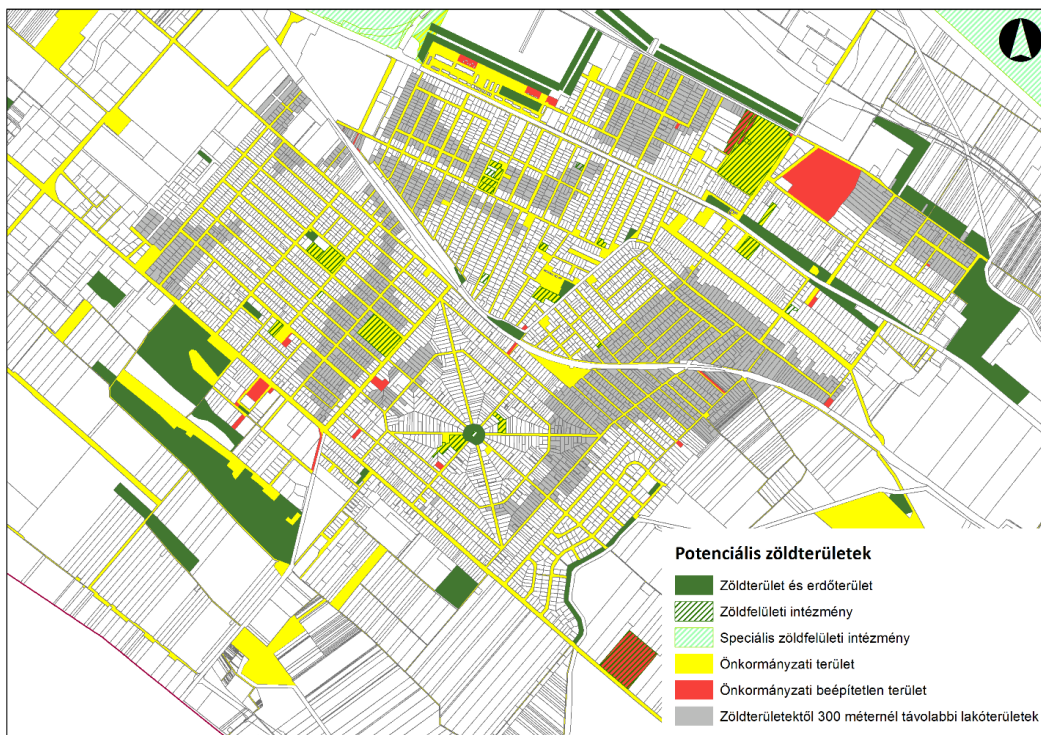 Potenciális zöldterületek
Zöldterület és erdőterület
Zöldfelületi intézmény
Speciális zöldfelületi intézmény
Önkormányzati terület
Önkormányzati beépítetlen terület
Zöldterületektől 300 méternél távolabbi lakóterületek